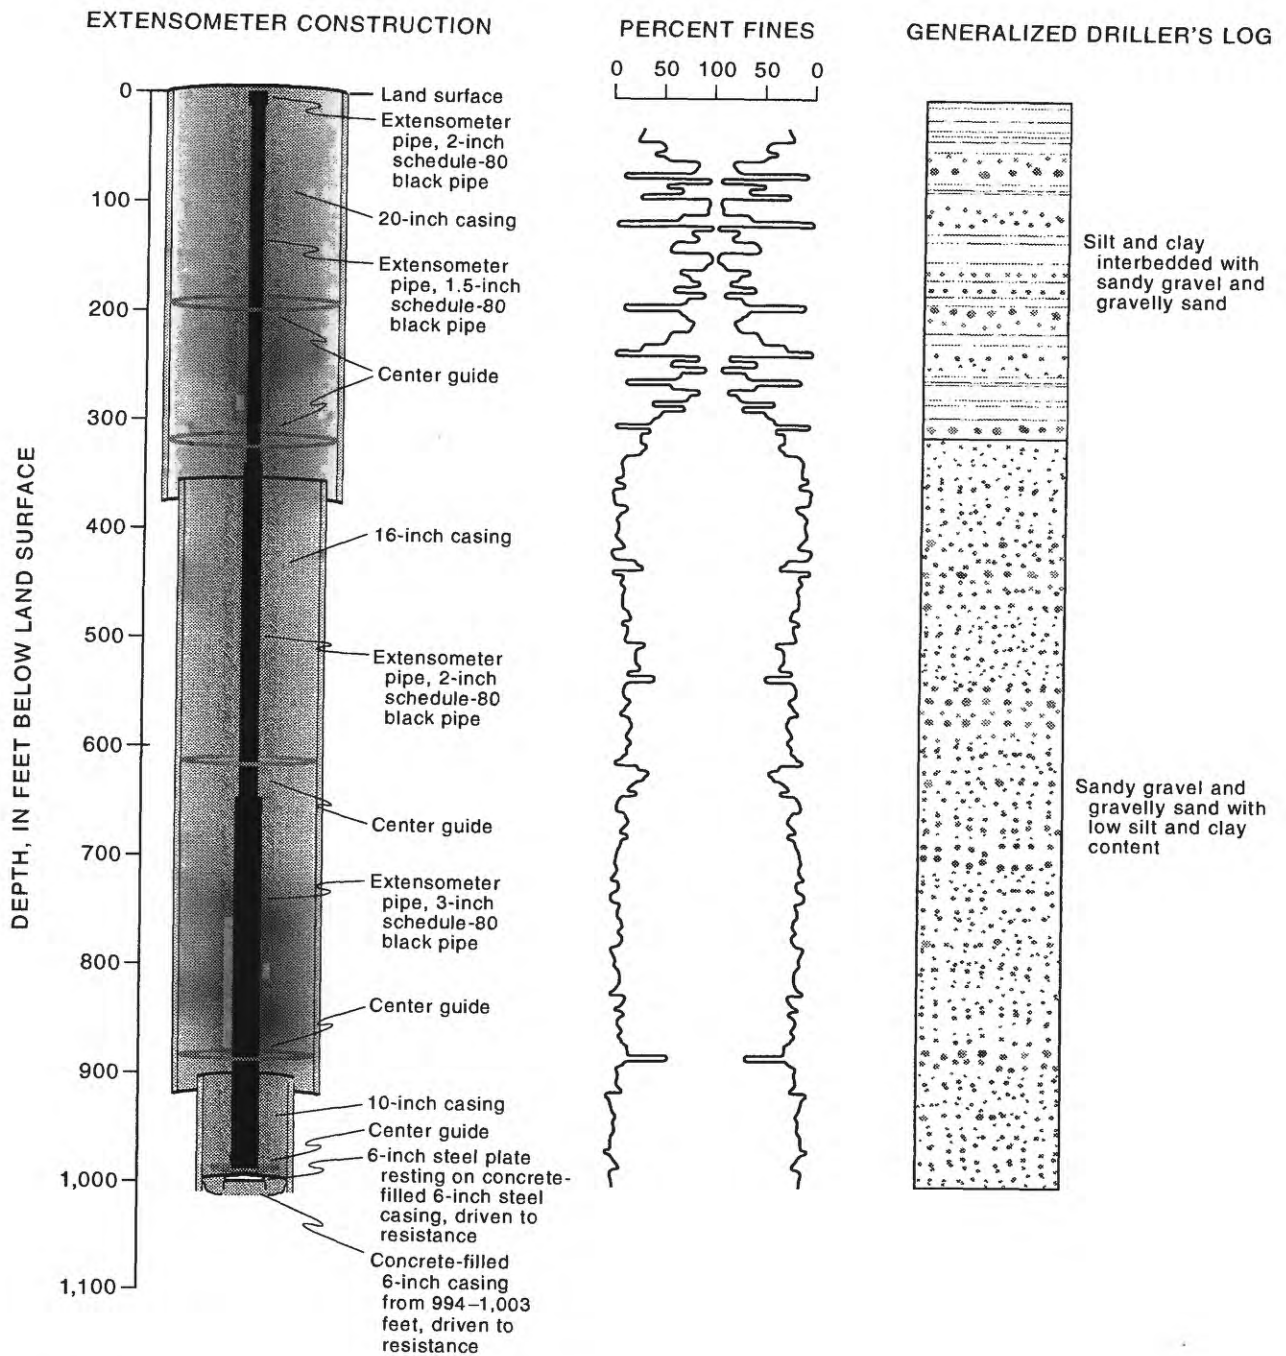 EXTENSOMETER CONSTRUCTION
PERCENT FINES
GENERALIZED DRILLER'S LOG
0 50 100 50 0
DEPTH, IN FEET BELOW LAND SURFACE
0
100
200
300
400
500
600
700
800
900
1,000
1,100
Land surface
Extensometer
pipe, 2-inch
schedule-80
black pipe
20-inch casing
Extensometer
pipe, 1.5-inch
schedule-80
black pipe
Center guide
16-inch casing
Extensometer
pipe, 2-inch
schedule-80
black pipe
Center guide
Extensometer
pipe, 3-inch
schedule-80
black pipe
Center guide
10-inch casing
Center guide
6-inch steel plate
resting on concrete-
filled 6-inch steel
casing, driven to
resistance
Concrete-filled
6-inch casing
from 994–1,003
feet, driven to
resistance
Silt and clay
interbedded with
sandy gravel and
gravelly sand
Sandy gravel and
gravelly sand with
low silt and clay
content